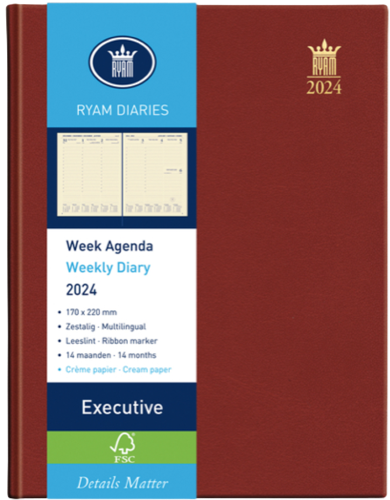 RYAM
RYAM
2024
RYAM DIARIES
Week Agenda
Weekly Diary
2024
• 170 x 220 mm
• Zestalig · Multilingual
• Leeslint · Ribbon marker
• 14 maanden · 14 months
• Crème papier · Cream paper
Executive
FSC
Details Matter